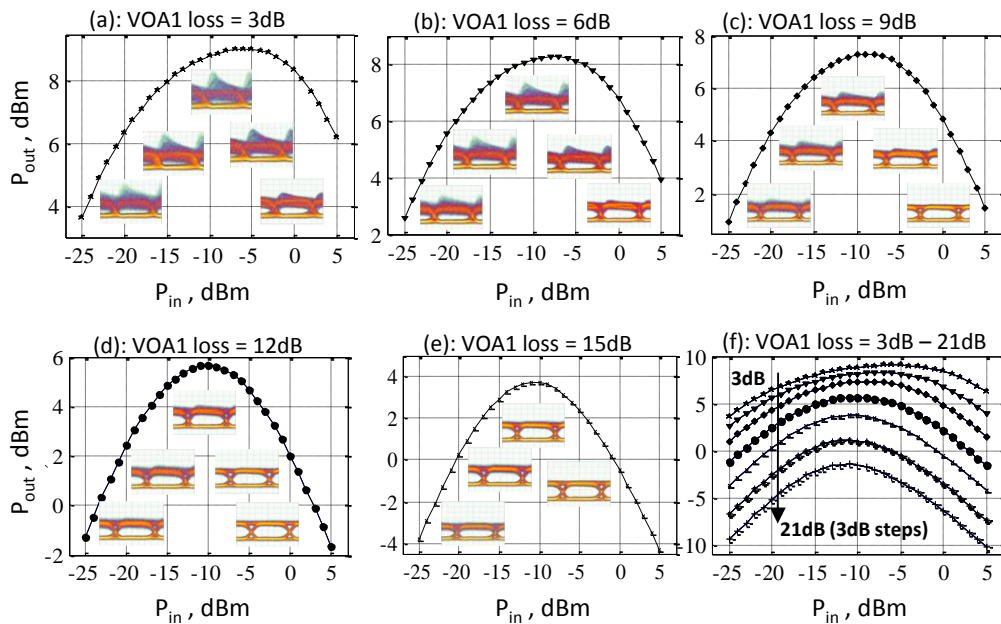 (a): VOA1 loss = 3dB
(b): VOA1 loss = 6dB
(c): VOA1 loss = 9dB
P_out , dBm
8
6
4
-25 -20 -15 -10 -5 0 5
P_in , dBm
8
6
4
2
-25 -20 -15 -10 -5 0 5
P_in , dBm
8
6
4
2
-25 -20 -15 -10 -5 0 5
P_in , dBm
(d): VOA1 loss = 12dB
(e): VOA1 loss = 15dB
(f): VOA1 loss = 3dB – 21dB
P_out , dBm
6
4
2
0
-2
-25 -20 -15 -10 -5 0 5
P_in , dBm
4
2
0
-2
-4
-25 -20 -15 -10 -5 0 5
P_in , dBm
10
5
0
-5
10
3dB
21dB (3dB steps)
-25 -20 -15 -10 -5 0 5
P_in , dBm